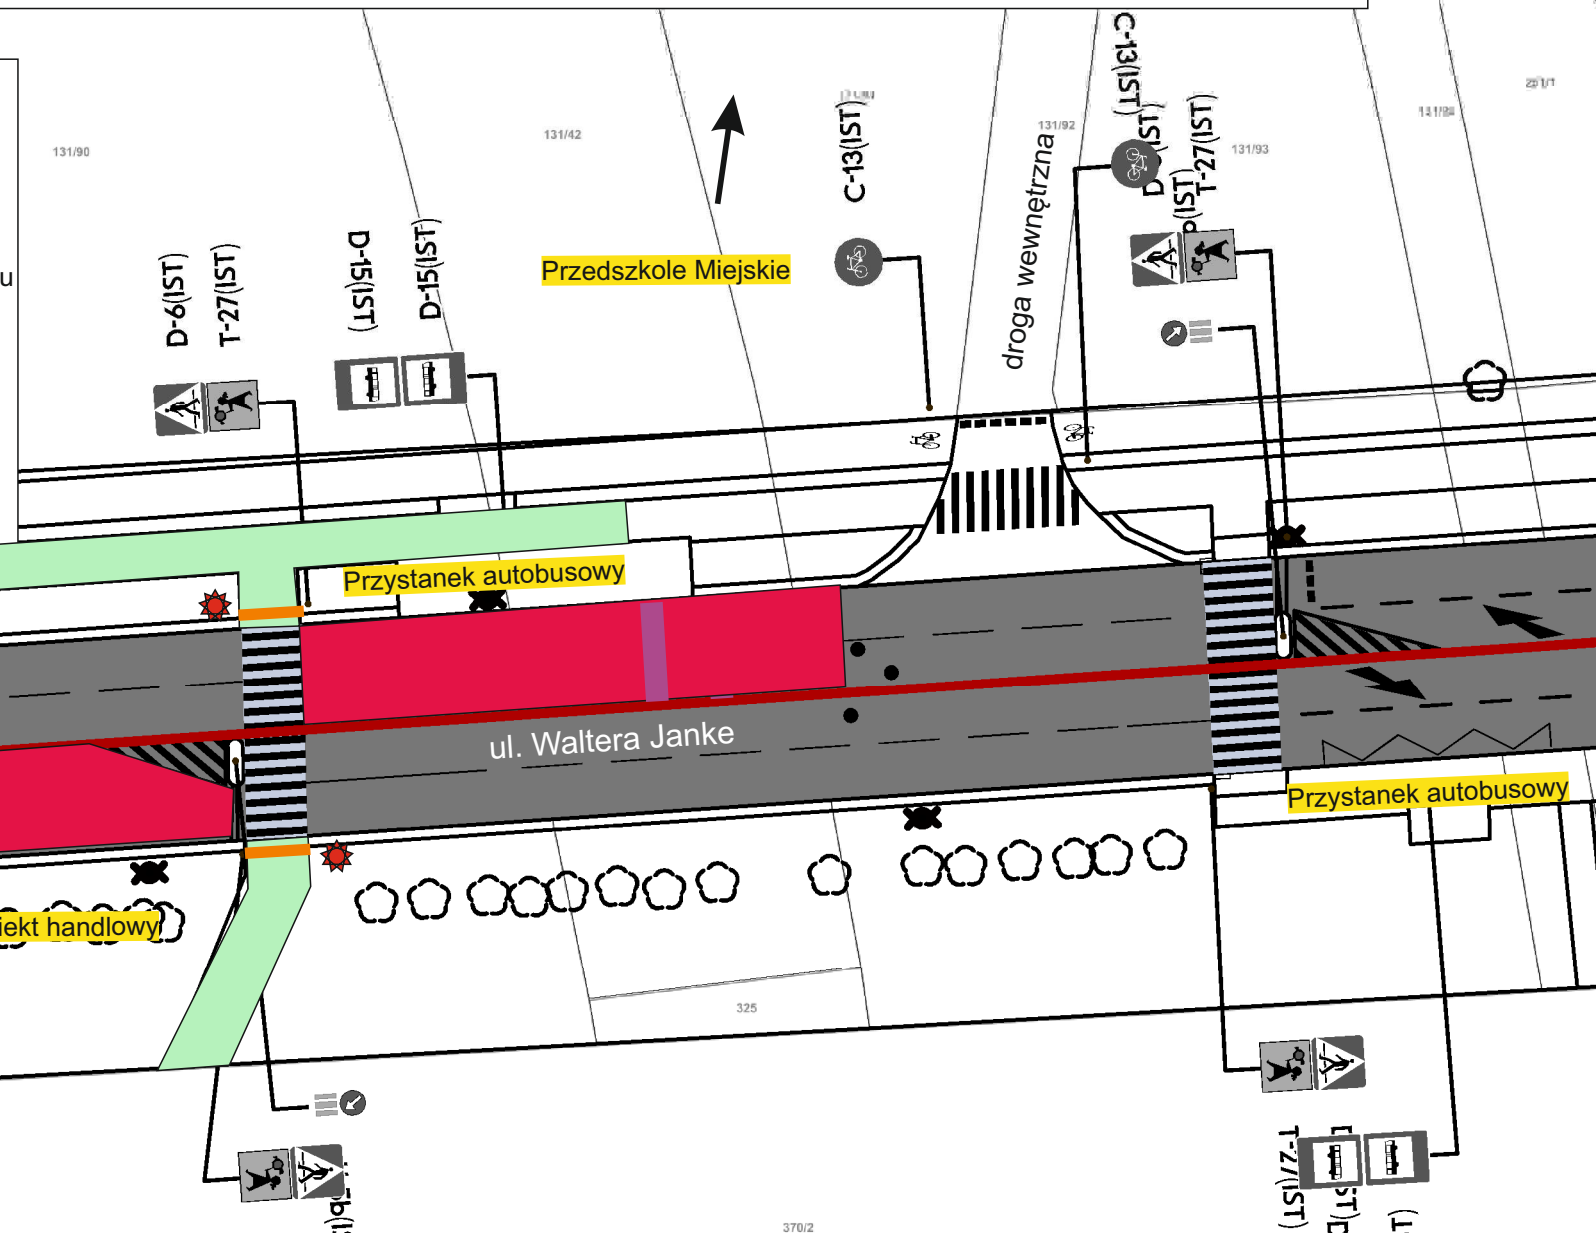 u
131/90
131/42
131/92
131/93
C-13(IST)
C-13(IST)
T-27(IST)
D-6(IST)
T-27(IST)
D-15(IST)
D-15(IST)
Przedszkole Miejskie
droga wewnętrzna
Przystanek autobusowy
ul. Waltera Janke
Przystanek autobusowy
iekt handlowy
325
T-27(IST)
370/2